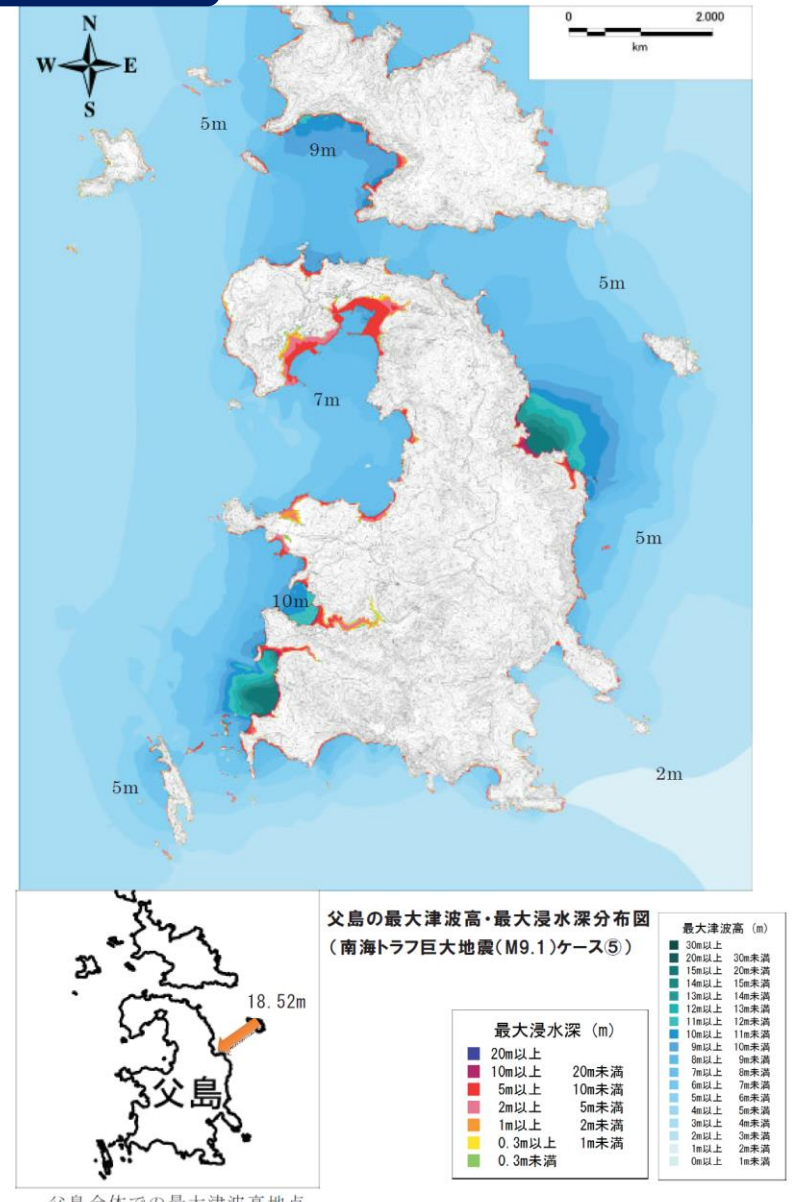 N
W E
S
0 2.000
km
5m
9m
5m
7m
5m
10m
5m
2m
父島の最大津波高・最大浸水深分布図
(南海トラフ巨大地震(M9.1)ケース⑤)
18.52m
父島
最大浸水深 (m)
20m以上
10m以上 20m未満
5m以上 10m未満
2m以上 5m未満
1m以上 2m未満
0.3m以上 1m未満
0.3m未満
最大津波高 (m)
30m以上
20m以上 30m未満
15m以上 20m未満
14m以上 15m未満
13m以上 14m未満
12m以上 13m未満
11m以上 12m未満
10m以上 11m未満
9m以上 10m未満
8m以上 9m未満
7m以上 8m未満
6m以上 7m未満
5m以上 6m未満
4m以上 5m未満
3m以上 4m未満
2m以上 3m未満
1m以上 2m未満
0m以上 1m未満
父島全体での最大津波高地点